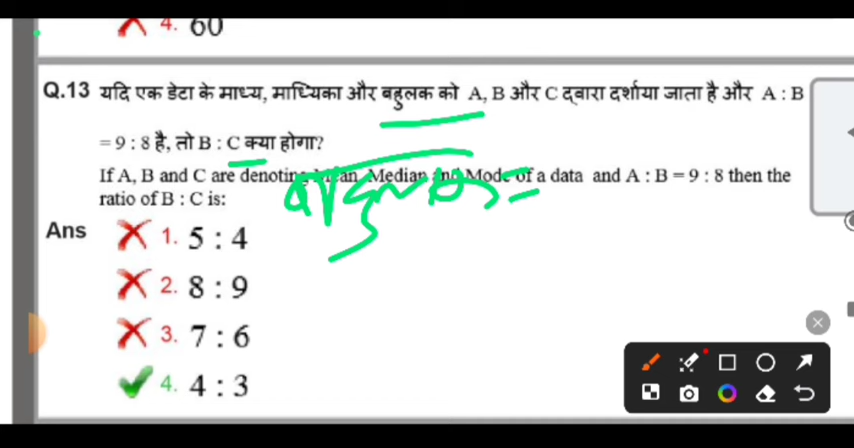 4. 60
Q.13 यदि एक डेटा के माध्य, माध्यिका और बहुलक को A, B और C द्वारा दर्शाया जाता है और A : B
= 9 : 8 है, तो B : C क्या होगा?
If A, B and C are denoting Mean, Median and Mode of a data and A : B = 9 : 8 then the
ratio of B : C is:
बहुलक =
Ans 1. 5 : 4
2. 8 : 9
3. 7 : 6
4. 4 : 3